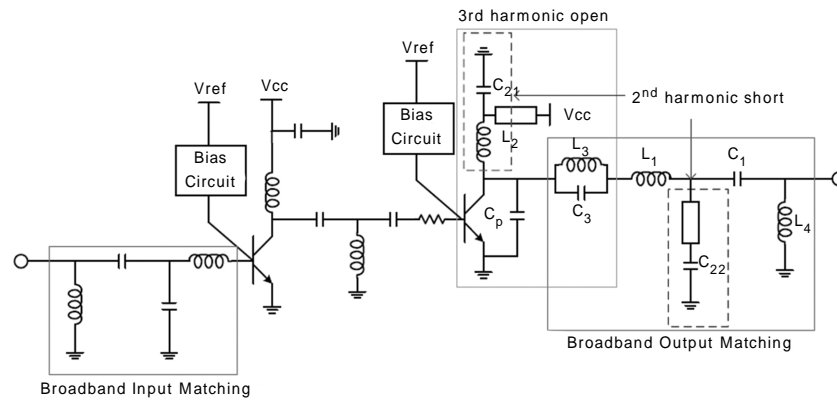 3rd harmonic open
Vref
Vcc
Vref
C21
2nd harmonic short
Vcc
Bias
Circuit
L2
Bias
Circuit
L3
L1
C1
Cp
C3
C22
L4
Broadband Output Matching
Broadband Input Matching